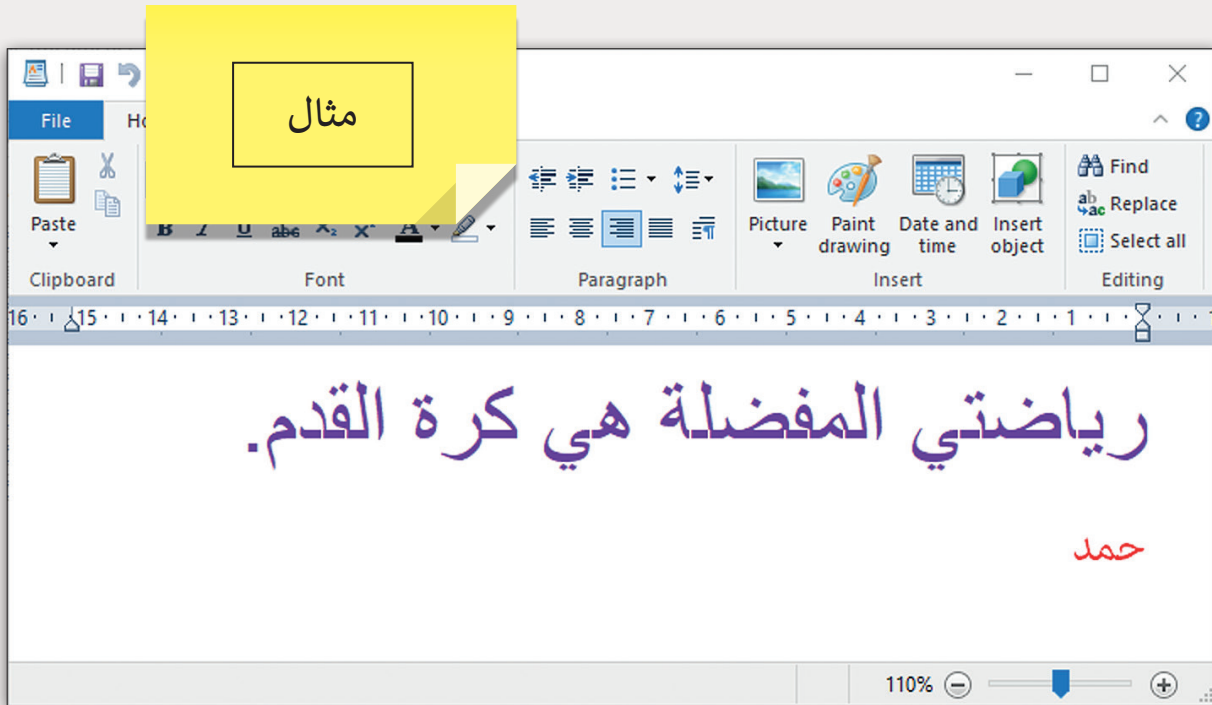 مثال
File
Paste
Clipboard
B I U abc X₂ A
Font
Paragraph
Picture
Paint drawing
Date and time
Insert object
Insert
Find
Replace
Select all
Editing
16 15 14 13 12 11 10 9 8 7 6 5 4 3 2 1
رياضتي المفضلة هي كرة القدم.
حمد
110%